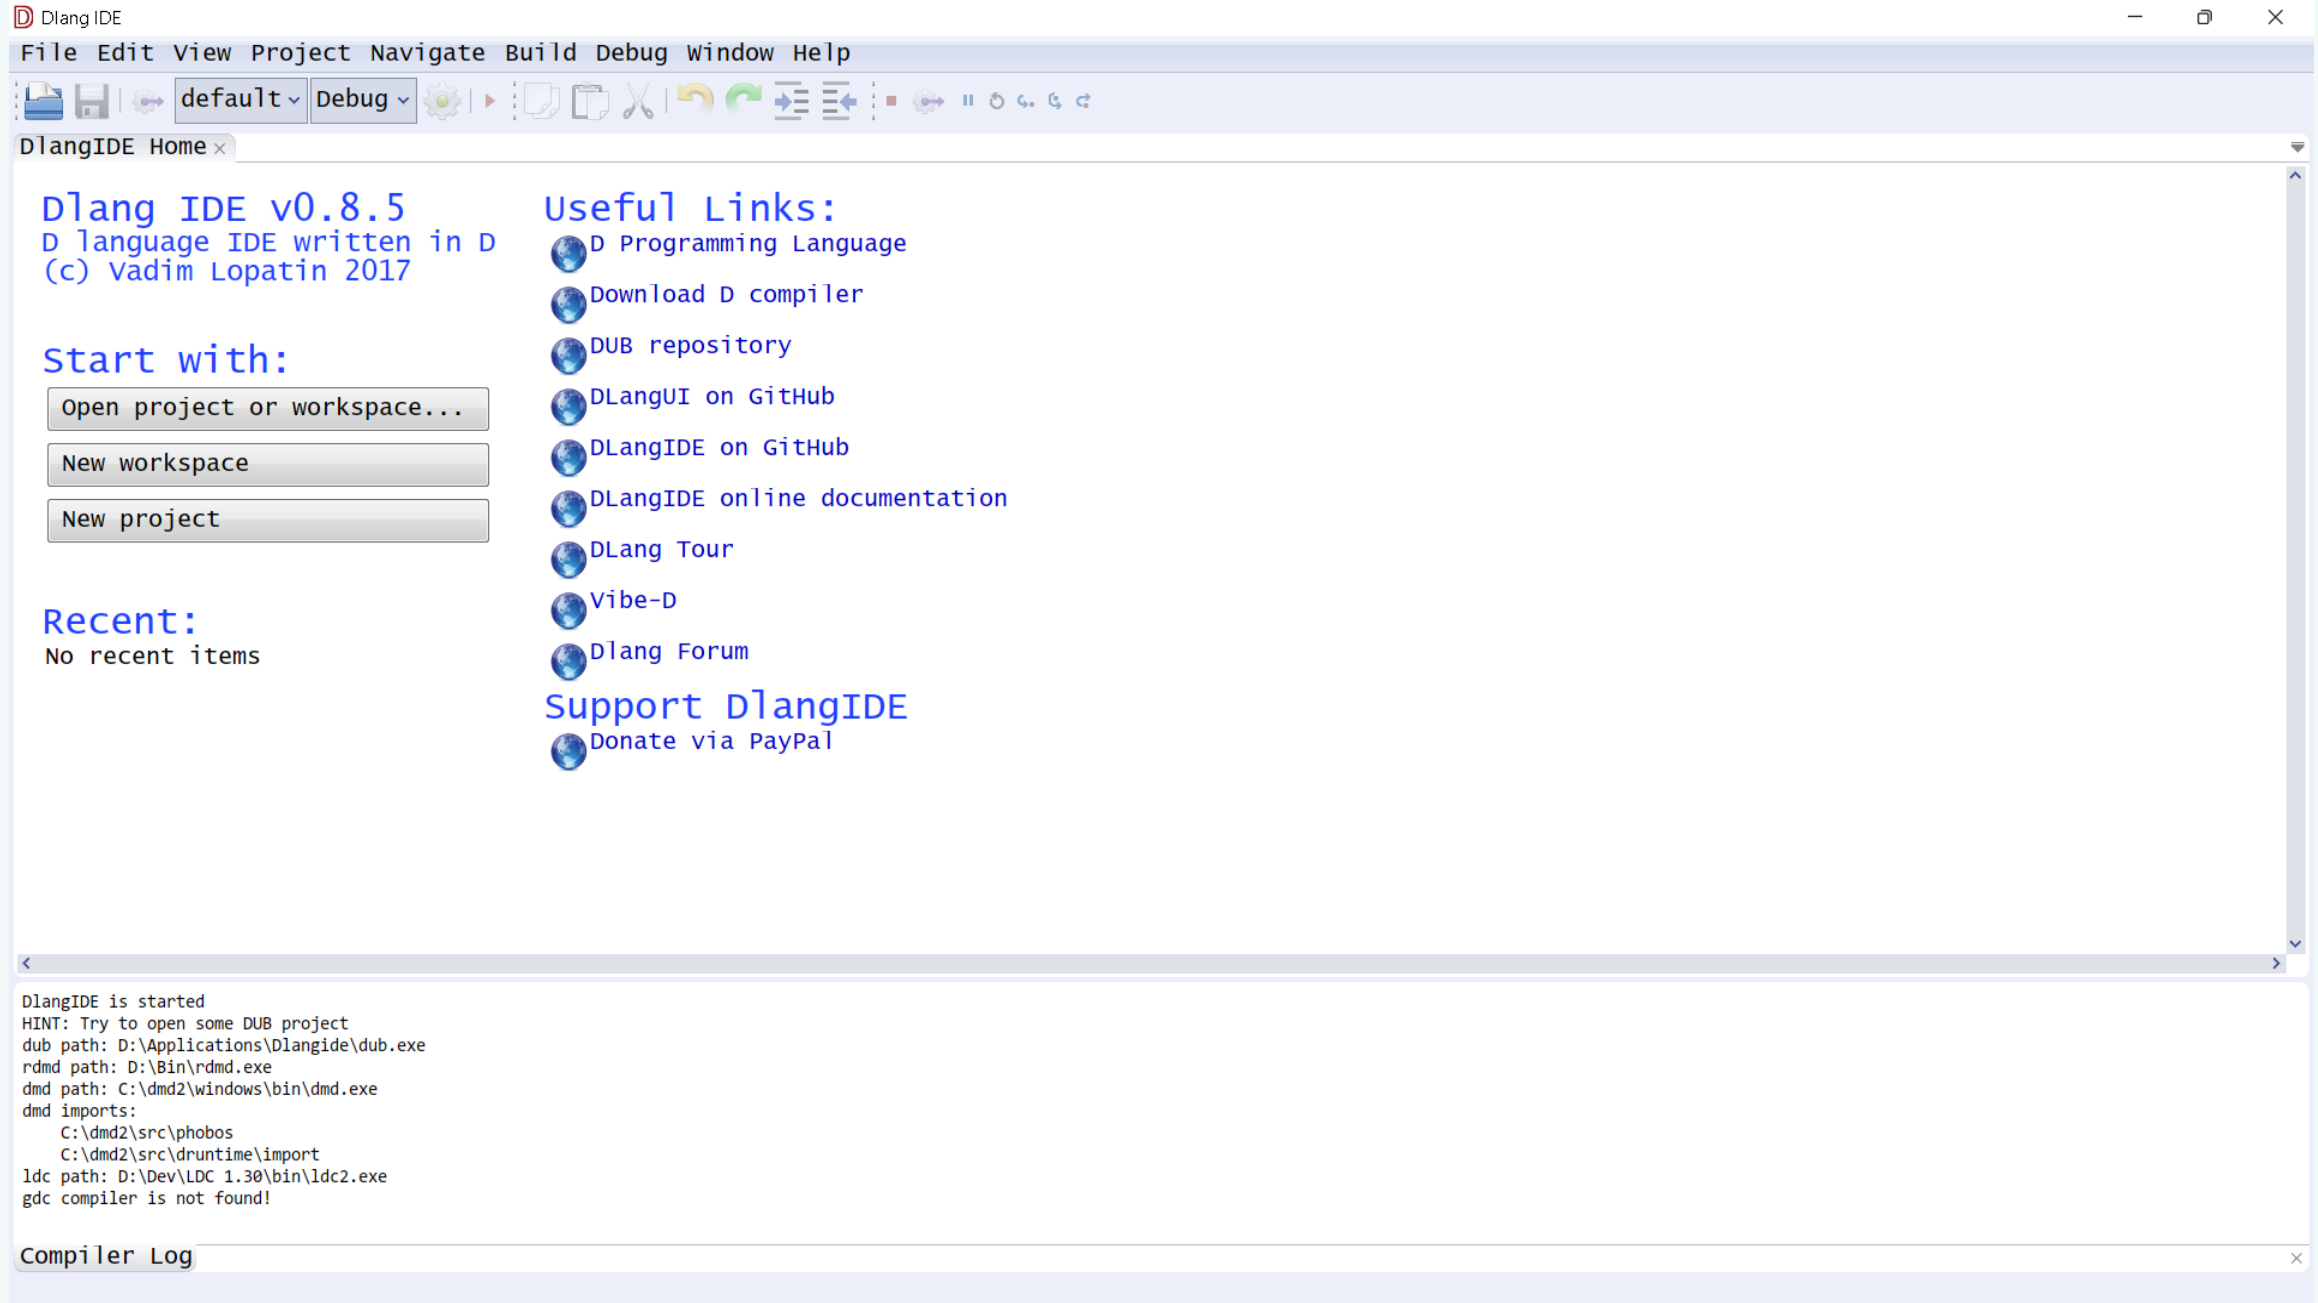 Dlang IDE
File Edit View Project Navigate Build Debug Window Help
default Debug
DlangIDE Home
Dlang IDE v0.8.5
D language IDE written in D
(c) Vadim Lopatin 2017
Start with:
Open project or workspace...
New workspace
New project
Recent:
No recent items
Useful Links:
D Programming Language
Download D compiler
DUB repository
DLangUI on GitHub
DLangIDE on GitHub
DLangIDE online documentation
DLang Tour
Vibe-D
Dlang Forum
Support DlangIDE
Donate via PayPal
DlangIDE is started
HINT: Try to open some DUB project
dub path: D:\Applications\Dlangide\dub.exe
rdmd path: D:\Bin\rdmd.exe
dmd path: C:\dmd2\windows\bin\dmd.exe
dmd imports:
C:\dmd2\src\phobos
C:\dmd2\src\druntime\import
ldc path: D:\Dev\LDC 1.30\bin\ldc2.exe
gdc compiler is not found!
Compiler Log